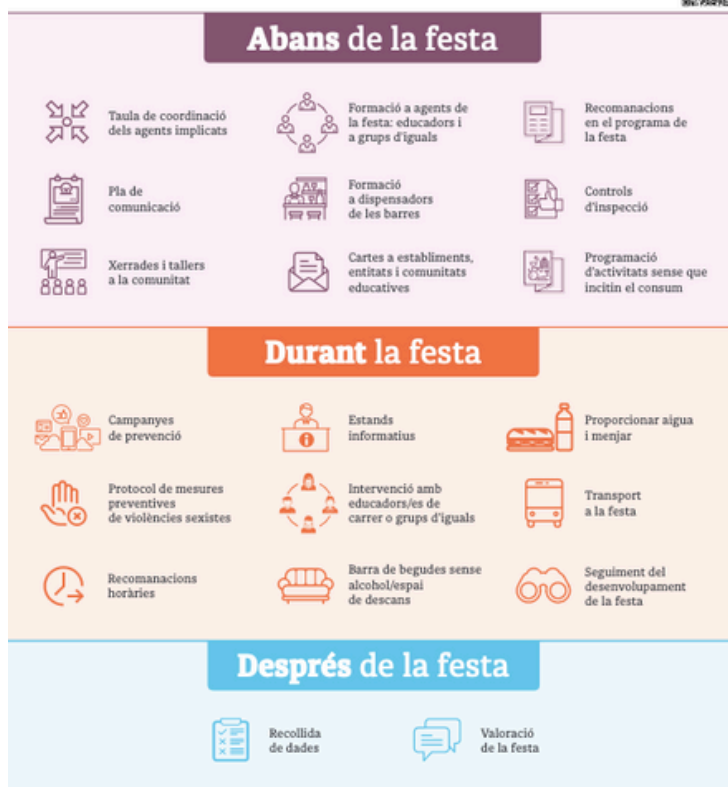 Abans de la festa
Taula de coordinació
dels agents implicats
Formació a agents de
la festa: educadors i
a grups d'iguals
Recomanacions
en el programa de
la festa
Pla de
comunicació
Formació
a dispensadors
de les barres
Controls
d'inspecció
Xerrades i tallers
a la comunitat
Cartes a establiments,
entitats i comunitats
educatives
Programació
d'activitats sense que
incitin el consum
Durant la festa
Campanyes
de prevenció
Estands
informatius
Proporcionar aigua
i menjar
Protocol de mesures
preventives
de violències sexistes
Intervenció amb
educadors/es de
carrer o grups d'iguals
Transport
a la festa
Recomanacions
horàries
Barra de begudes sense
alcohol/espai
de descans
Seguiment del
desenvolupament
de la festa
Després de la festa
Recollida
de dades
Valoració
de la festa